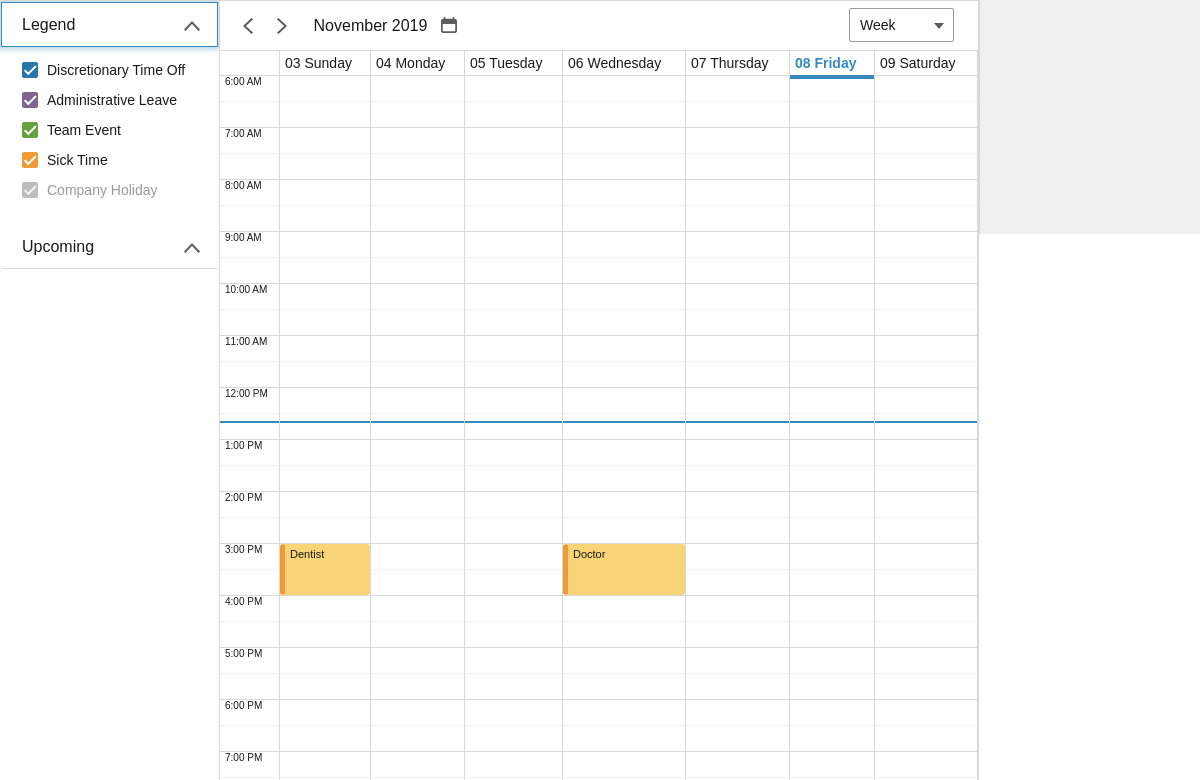 Legend
Discretionary Time Off
Administrative Leave
Team Event
Sick Time
Company Holiday
Upcoming
November 2019
Week
03 Sunday
04 Monday
05 Tuesday
06 Wednesday
07 Thursday
08 Friday
09 Saturday
6:00 AM
7:00 AM
8:00 AM
9:00 AM
10:00 AM
11:00 AM
12:00 PM
1:00 PM
2:00 PM
3:00 PM
Dentist
Doctor
4:00 PM
5:00 PM
6:00 PM
7:00 PM